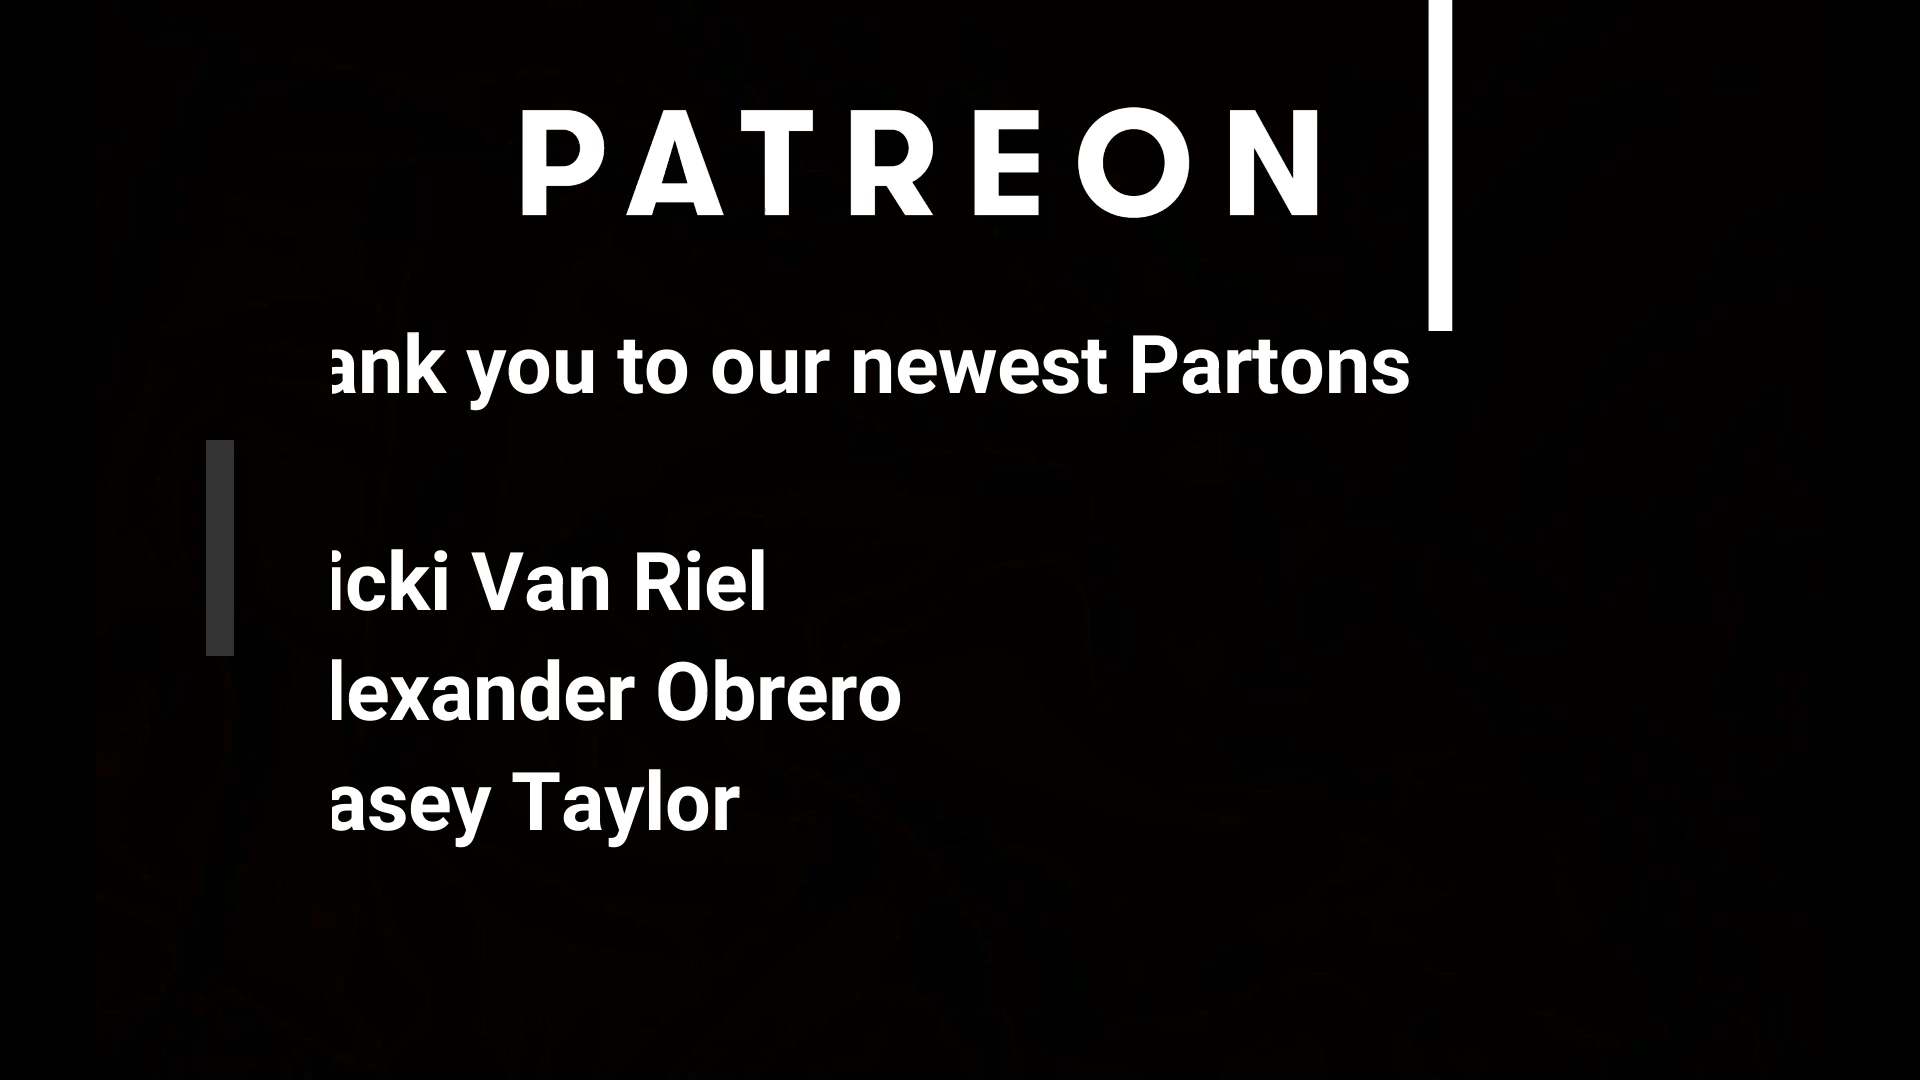 PATREON
ank you to our newest Partons
icki Van Riel
lexander Obrero
asey Taylor